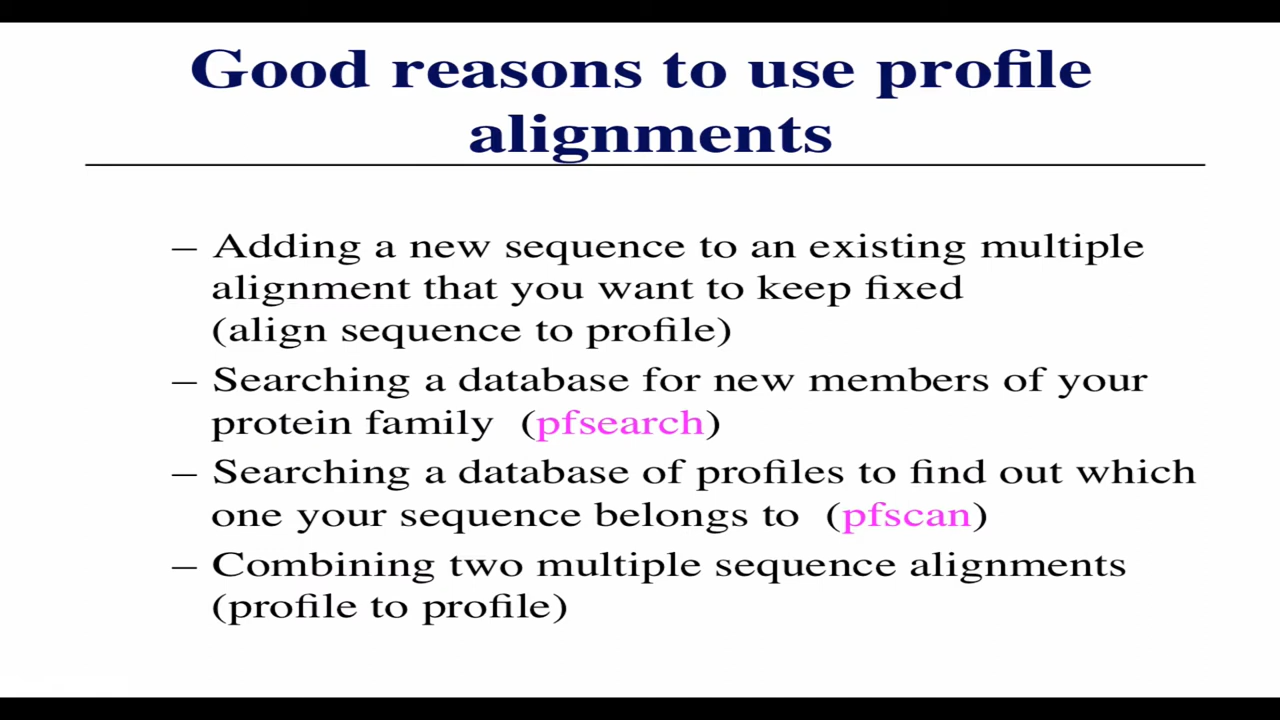 Good reasons to use profile
alignments
– Adding a new sequence to an existing multiple
alignment that you want to keep fixed
(align sequence to profile)
– Searching a database for new members of your
protein family (pfsearch)
– Searching a database of profiles to find out which
one your sequence belongs to (pfscan)
– Combining two multiple sequence alignments
(profile to profile)